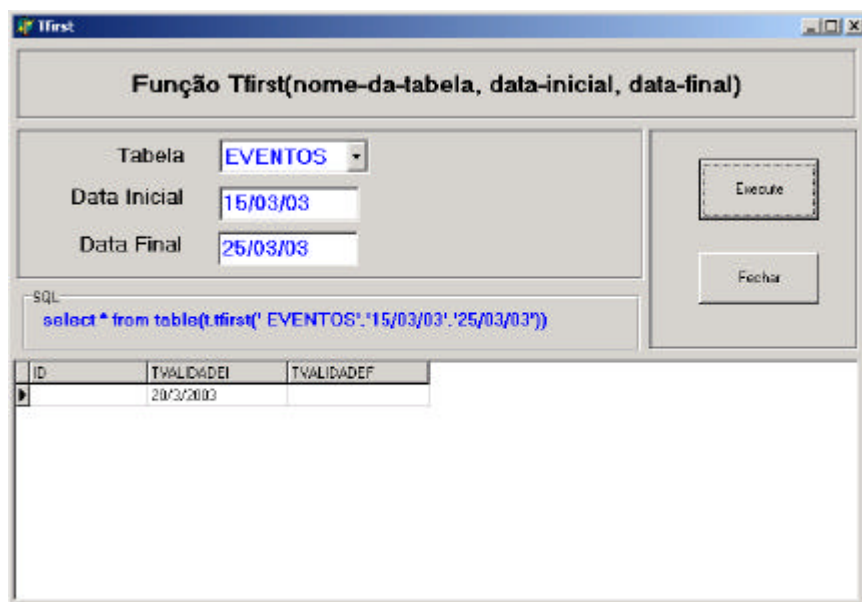 Tfirst
Função Tfirst(nome-da-tabela, data-inicial, data-final)
Tabela EVENTOS
Data Inicial 15/03/03
Data Final 25/03/03
Execute
Fechar
SQL
select * from table(t.tfirst(' EVENTOS','15/03/03','25/03/03'))
ID TVALIDADEI TVALIDADEF
20/3/2003